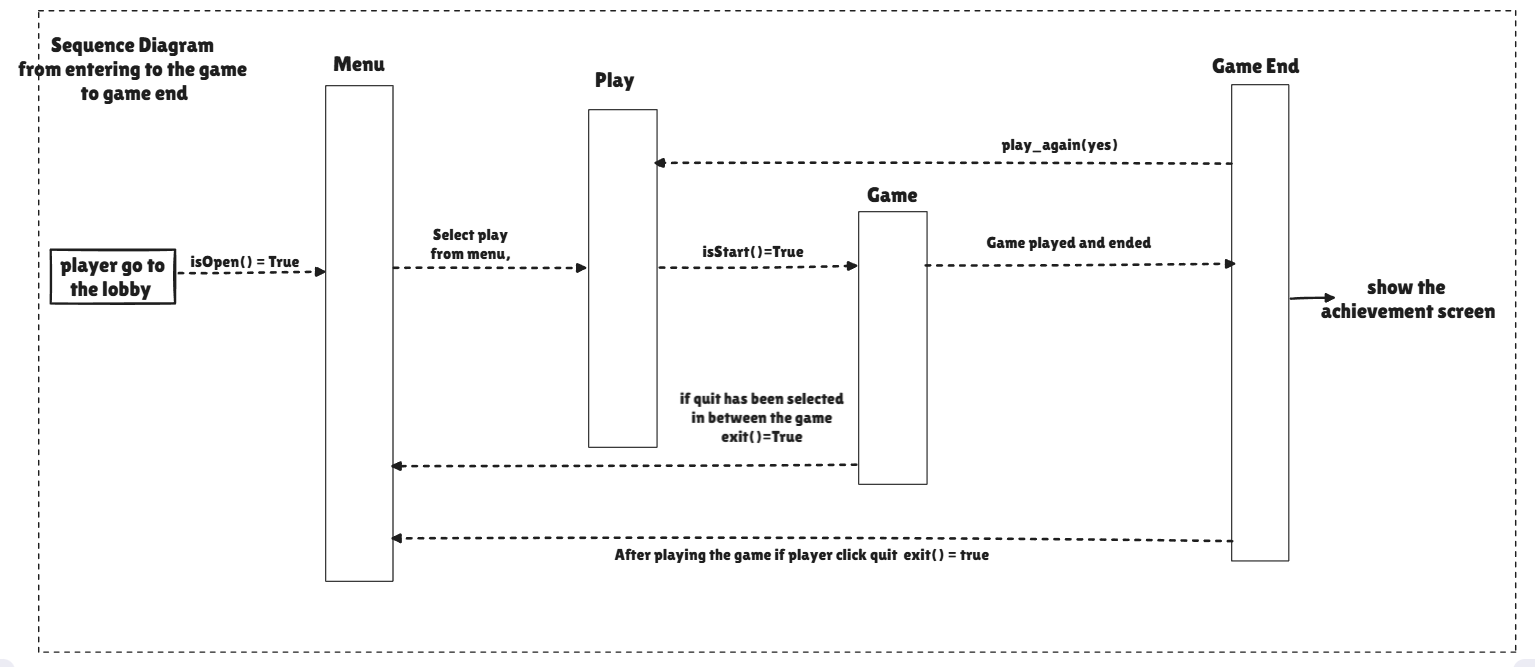 Sequence Diagram
from entering to the game
to game end
Menu
Play
Game End
play_again(yes)
Game
Select play
from menu,
isStart()=True
Game played and ended
player go to
the lobby
isOpen() = True
show the
achievement screen
if quit has been selected
in between the game
exit()=True
After playing the game if player click quit exit() = true